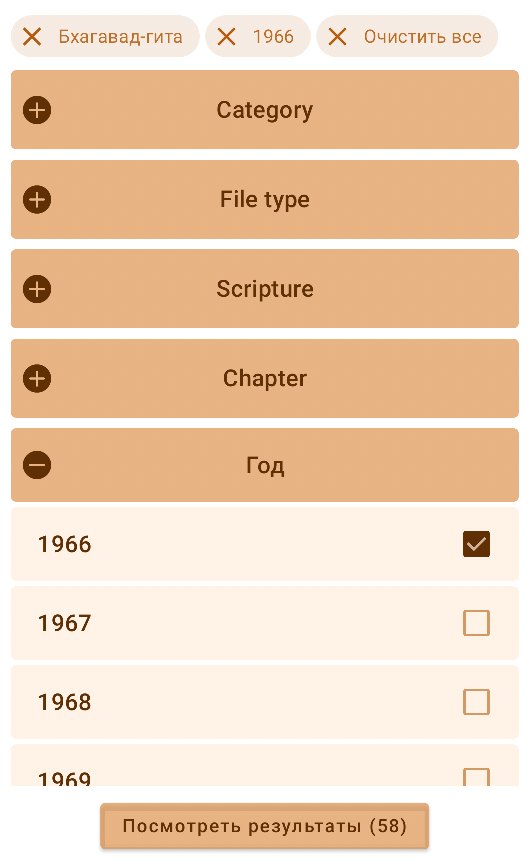 Бхагавад-гита 1966 Очистить все
Category
File type
Scripture
Chapter
Год
1966
1967
1968
1969
Посмотреть результаты (58)